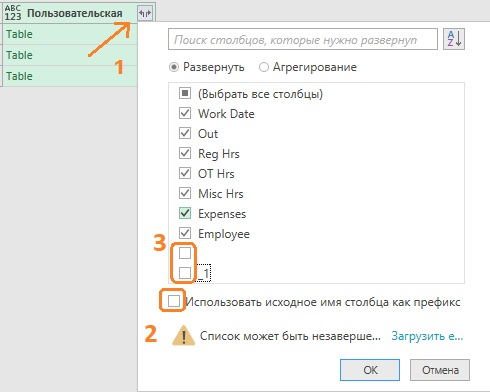 ABC
123 Пользовательская
Table
Table
Table
1
Поиск столбцов, которые нужно развернут
A
Z
Развернуть Агрегирование
(Выбрать все столбцы)
Work Date
Out
Reg Hrs
OT Hrs
Misc Hrs
Expenses
Employee
3
_1
Использовать исходное имя столбца как префикс
2 Список может быть незаверше... Загрузить е...
ОК Отмена